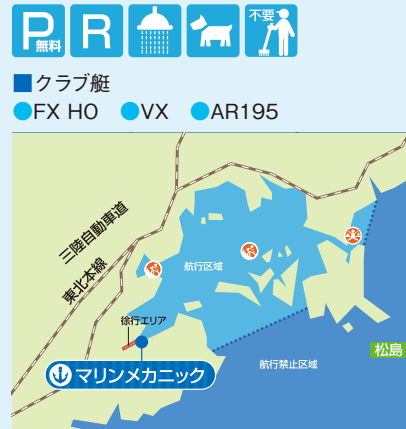 P 無料 R 不要
■クラブ艇
●FX HO ●VX ●AR195
三陸自動車道
東北本線
航行区域
徐行エリア
マリンメカニック
航行禁止区域
松島